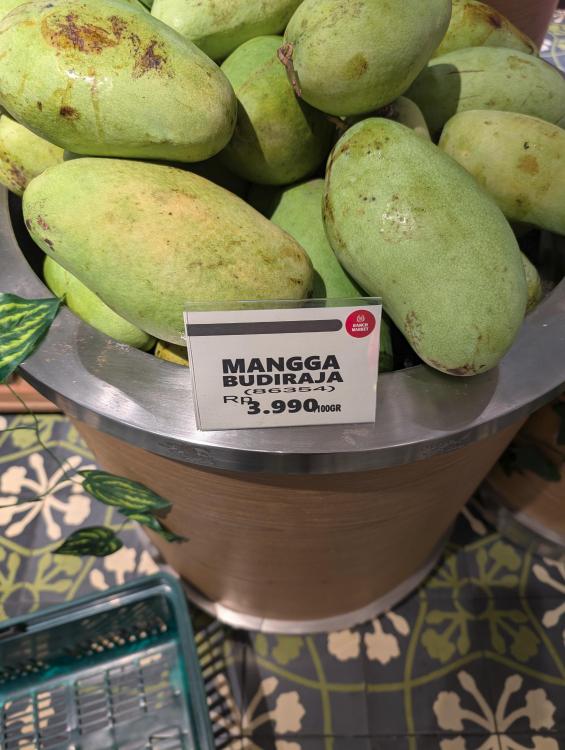 RANCH
MARKET
MANGGA
BUDIRAJA
(86354)
Rp 3.990/100GR